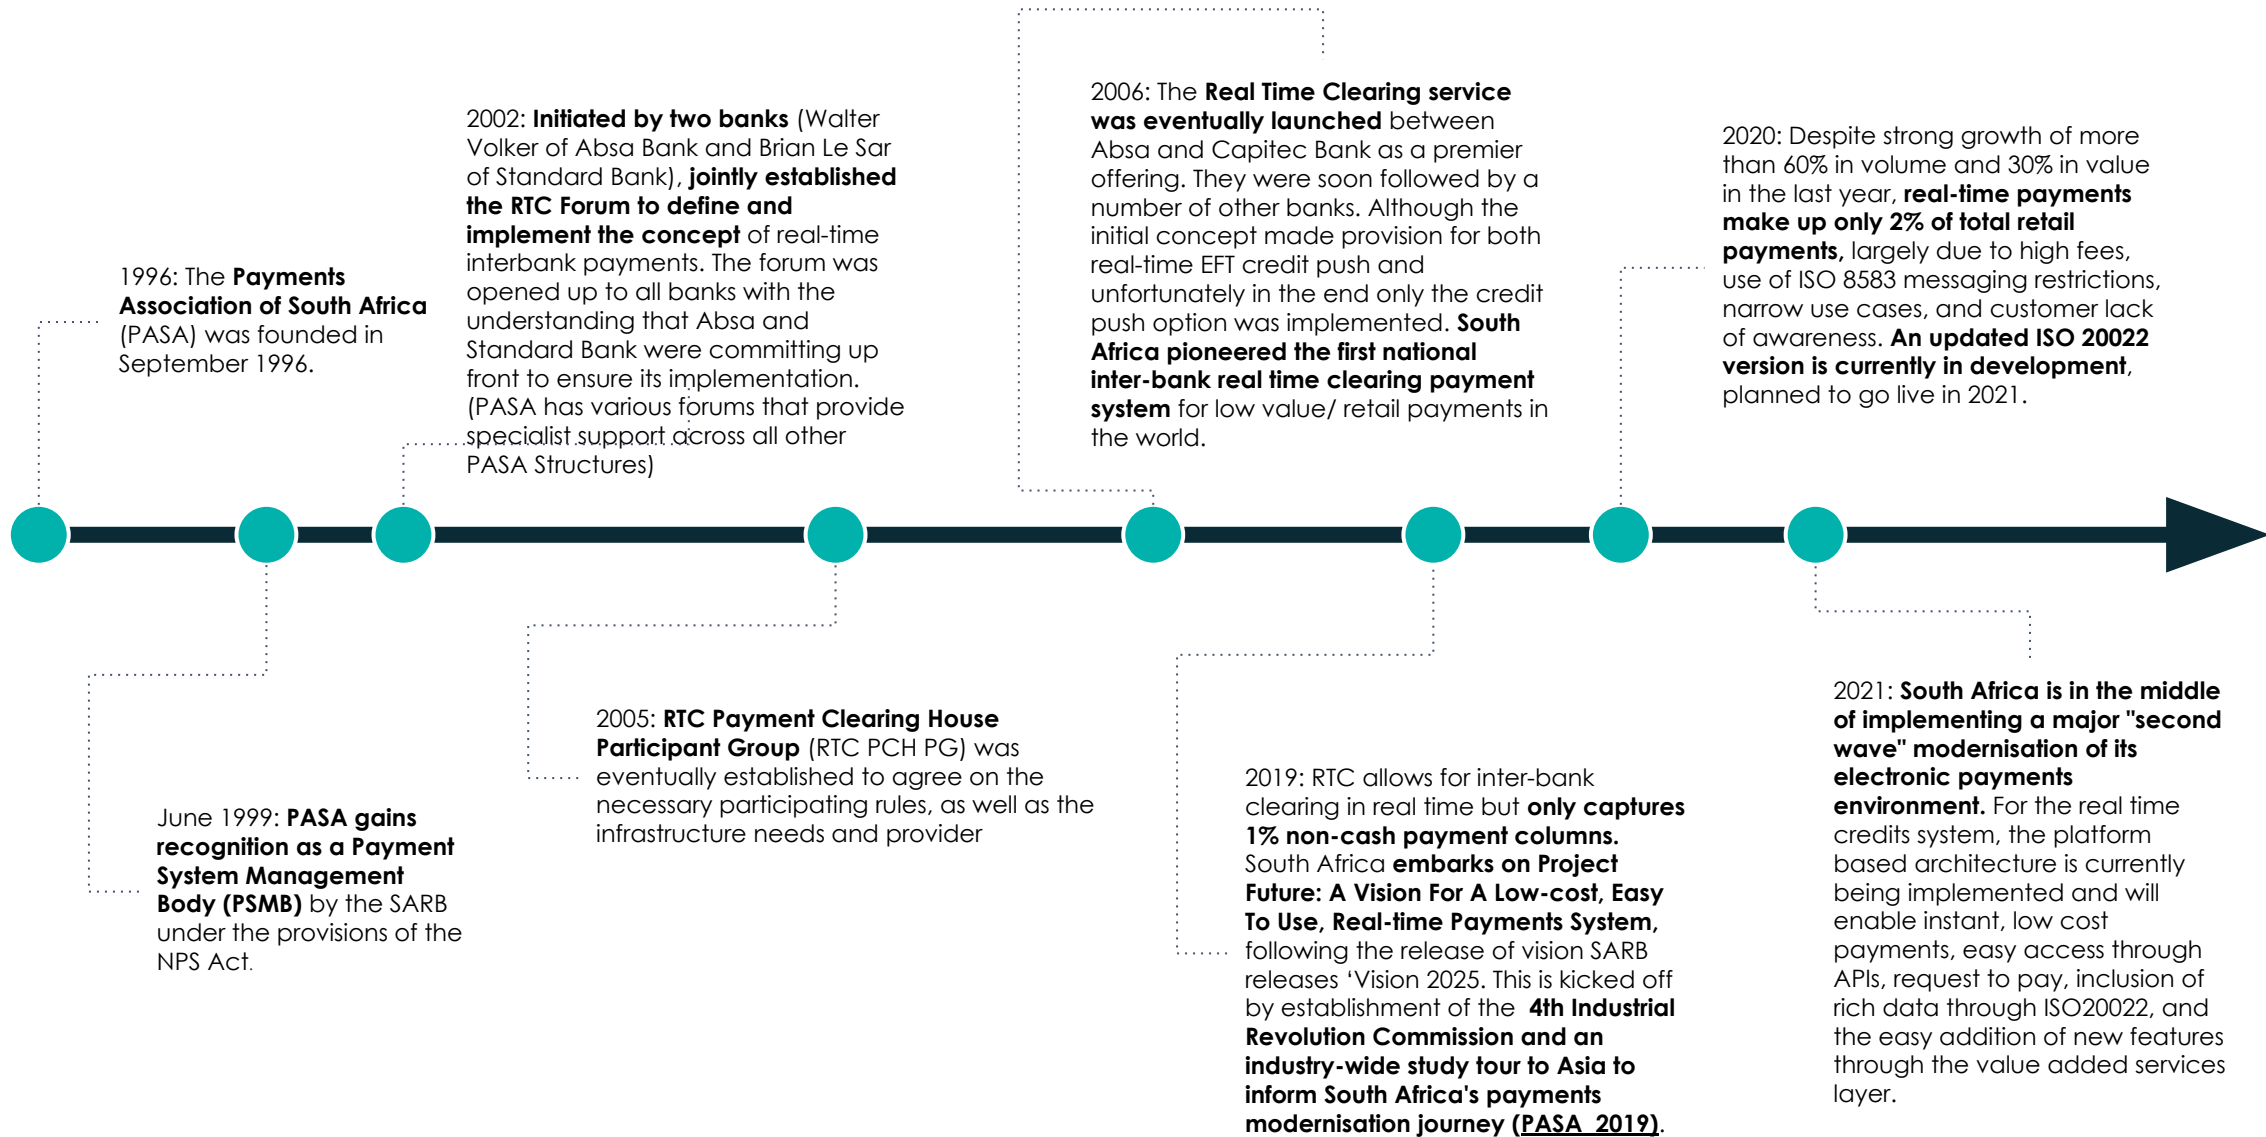 1996: The Payments
Association of South Africa
(PASA) was founded in
September 1996.
June 1999: PASA gains
recognition as a Payment
System Management
Body (PSMB) by the SARB
under the provisions of the
NPS Act.
2002: Initiated by two banks (Walter
Volker of Absa Bank and Brian Le Sar
of Standard Bank), jointly established
the RTC Forum to define and
implement the concept of real-time
interbank payments. The forum was
opened up to all banks with the
understanding that Absa and
Standard Bank were committing up
front to ensure its implementation.
(PASA has various forums that provide
specialist support across all other
PASA Structures)
2005: RTC Payment Clearing House
Participant Group (RTC PCH PG) was
eventually established to agree on the
necessary participating rules, as well as the
infrastructure needs and provider
2006: The Real Time Clearing service
was eventually launched between
Absa and Capitec Bank as a premier
offering. They were soon followed by a
number of other banks. Although the
initial concept made provision for both
real-time EFT credit push and
unfortunately in the end only the credit
push option was implemented. South
Africa pioneered the first national
inter-bank real time clearing payment
system for low value/ retail payments in
the world.
2019: RTC allows for inter-bank
clearing in real time but only captures
1% non-cash payment columns.
South Africa embarks on Project
Future: A Vision For A Low-cost, Easy
To Use, Real-time Payments System,
following the release of vision SARB
releases ‘Vision 2025. This is kicked off
by establishment of the 4th Industrial
Revolution Commission and an
industry-wide study tour to Asia to
inform South Africa's payments
modernisation journey (PASA 2019).
2020: Despite strong growth of more
than 60% in volume and 30% in value
in the last year, real-time payments
make up only 2% of total retail
payments, largely due to high fees,
use of ISO 8583 messaging restrictions,
narrow use cases, and customer lack
of awareness. An updated ISO 20022
version is currently in development,
planned to go live in 2021.
2021: South Africa is in the middle
of implementing a major "second
wave" modernisation of its
electronic payments
environment. For the real time
credits system, the platform
based architecture is currently
being implemented and will
enable instant, low cost
payments, easy access through
APIs, request to pay, inclusion of
rich data through ISO20022, and
the easy addition of new features
through the value added services
layer.